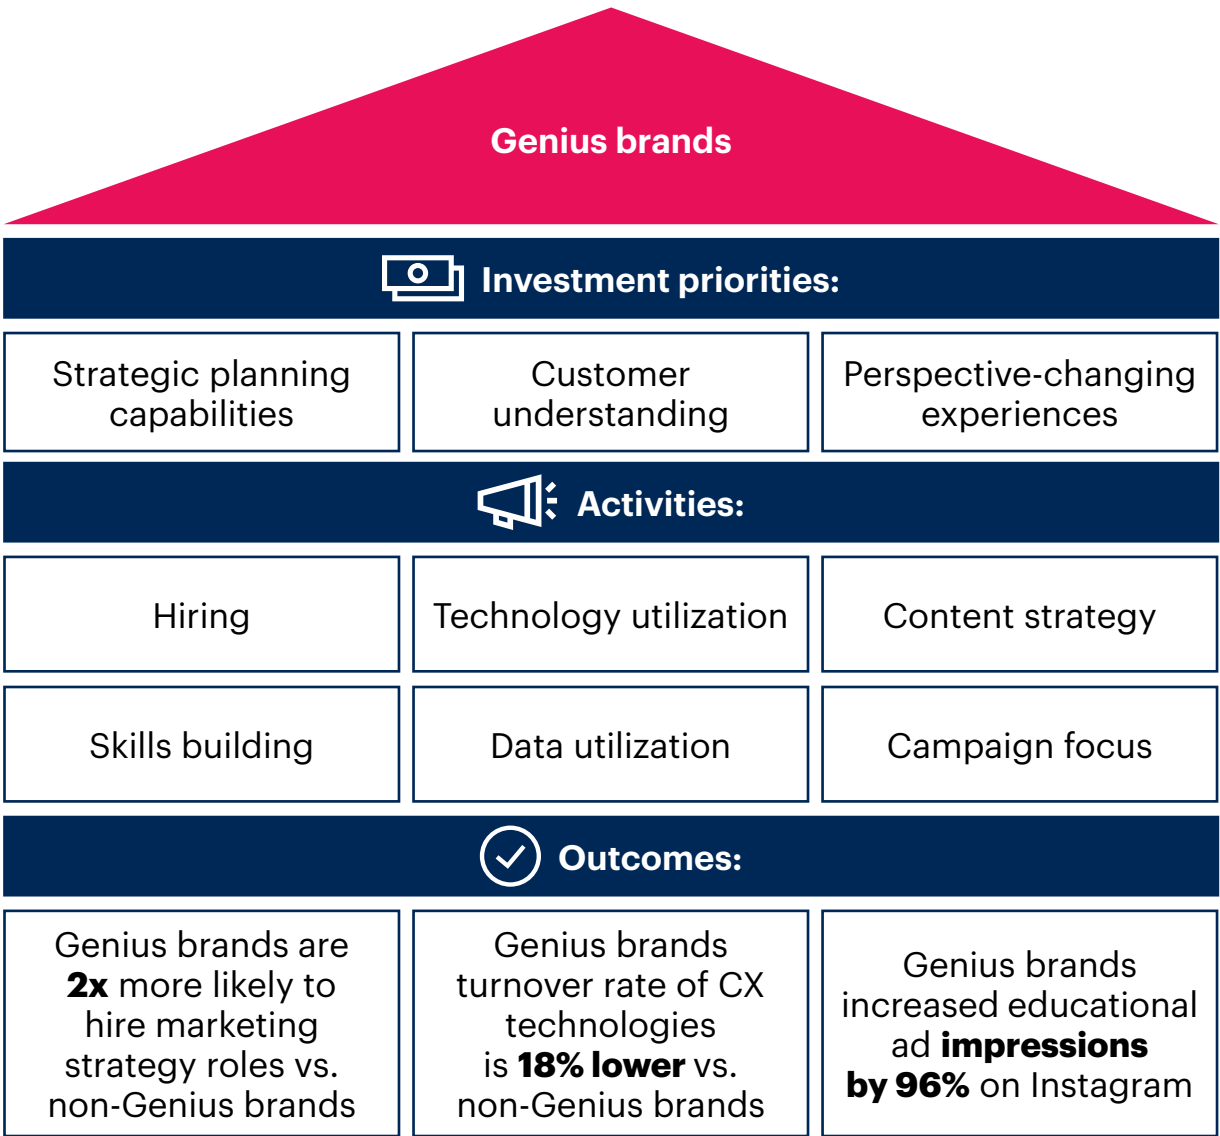 Genius brands
Investment priorities:
Strategic planning
capabilities
Customer
understanding
Perspective-changing
experiences
Activities:
Hiring
Technology utilization
Content strategy
Skills building
Data utilization
Campaign focus
Outcomes:
Genius brands are
2x more likely to
hire marketing
strategy roles vs.
non-Genius brands
Genius brands
turnover rate of CX
technologies
is 18% lower vs.
non-Genius brands
Genius brands
increased educational
ad impressions
by 96% on Instagram